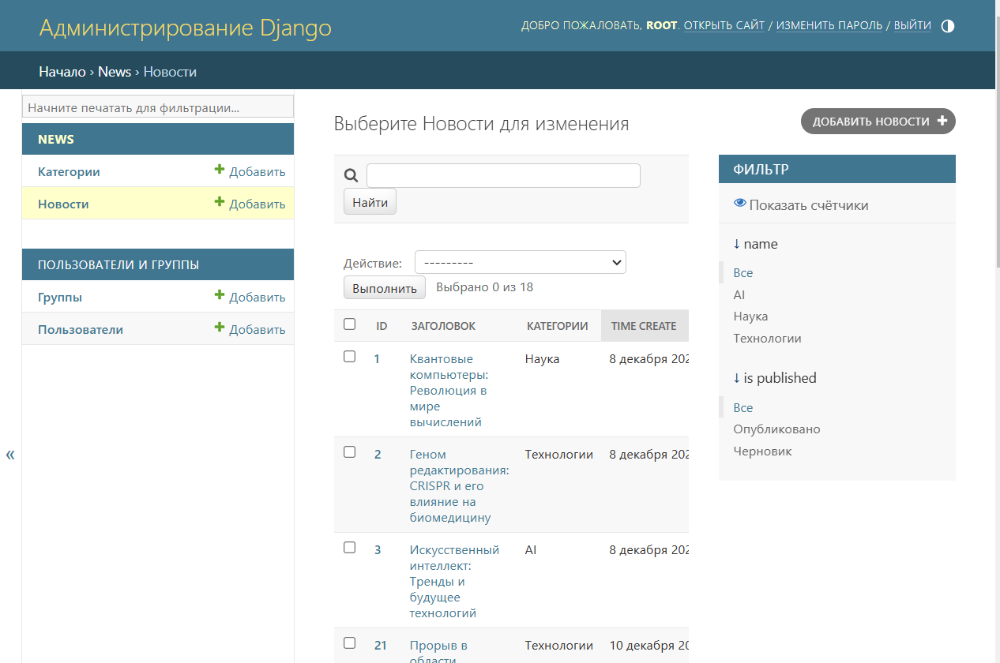 Администрирование Django
ДОБРО ПОЖАЛОВАТЬ, ROOT. ОТКРЫТЬ САЙТ / ИЗМЕНИТЬ ПАРОЛЬ / ВЫЙТИ
Начало › News › Новости
Начните печатать для фильтрации...
NEWS
Категории Добавить
Новости Добавить
ПОЛЬЗОВАТЕЛИ И ГРУППЫ
Группы Добавить
Пользователи Добавить
«
Выберите Новости для изменения
ДОБАВИТЬ НОВОСТИ
Найти
Действие: ---------
Выполнить Выбрано 0 из 18
ID ЗАГОЛОВОК КАТЕГОРИИ TIME CREATE
1 Квантовые Наука 8 декабря 202
компьютеры:
Революция в
мире
вычислений
2 Геном Технологии 8 декабря 202
редактирования:
CRISPR и его
влияние на
биомедицину
3 Искусственный AI 8 декабря 202
интеллект:
Тренды и
будущее
технологий
21 Прорыв в Технологии 10 декабря 20
области
ФИЛЬТР
Показать счётчики
↓ name
Все
AI
Наука
Технологии
↓ is published
Все
Опубликовано
Черновик